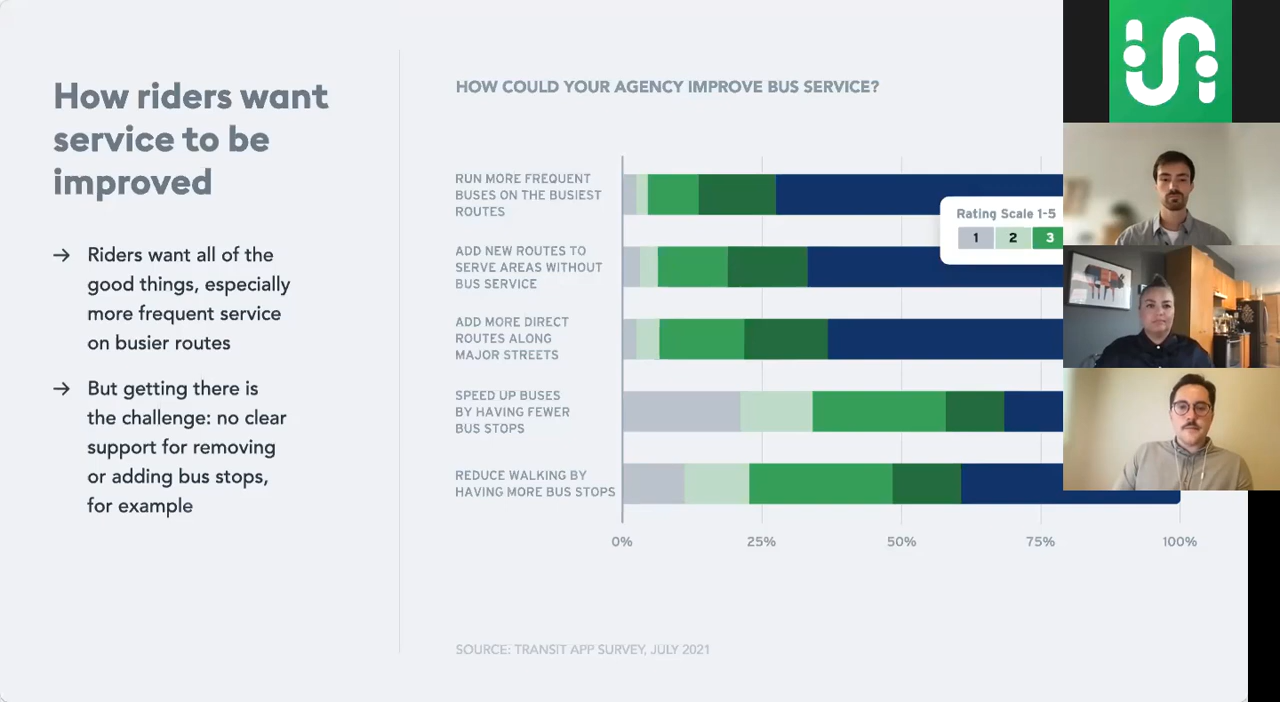 How riders want
service to be
improved
→ Riders want all of the
good things, especially
more frequent service
on busier routes
→ But getting there is
the challenge: no clear
support for removing
or adding bus stops,
for example
HOW COULD YOUR AGENCY IMPROVE BUS SERVICE?
RUN MORE FREQUENT
BUSES ON THE BUSIEST
ROUTES
Rating Scale 1-5
1 2 3
ADD NEW ROUTES TO
SERVE AREAS WITHOUT
BUS SERVICE
ADD MORE DIRECT
ROUTES ALONG
MAJOR STREETS
SPEED UP BUSES
BY HAVING FEWER
BUS STOPS
REDUCE WALKING BY
HAVING MORE BUS STOPS
0% 25% 50% 75% 100%
SOURCE: TRANSIT APP SURVEY, JULY 2021